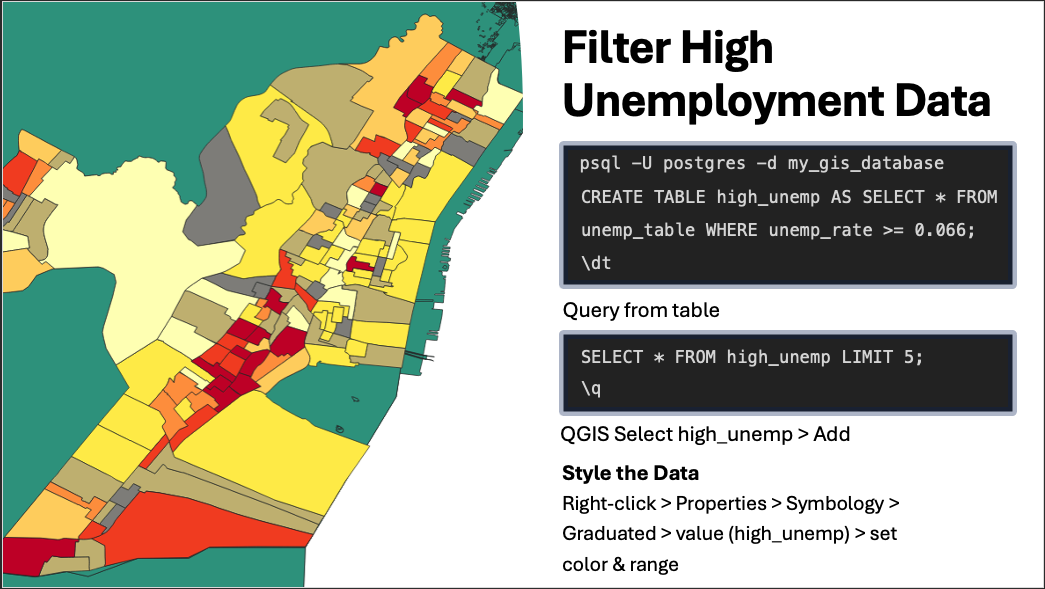 Filter High
Unemployment Data
psql -U postgres -d my_gis_database
CREATE TABLE high_unemp AS SELECT * FROM
unemp_table WHERE unemp_rate >= 0.066;
\dt
Query from table
SELECT * FROM high_unemp LIMIT 5;
\q
QGIS Select high_unemp > Add
Style the Data
Right-click > Properties > Symbology >
Graduated > value (high_unemp) > set
color & range